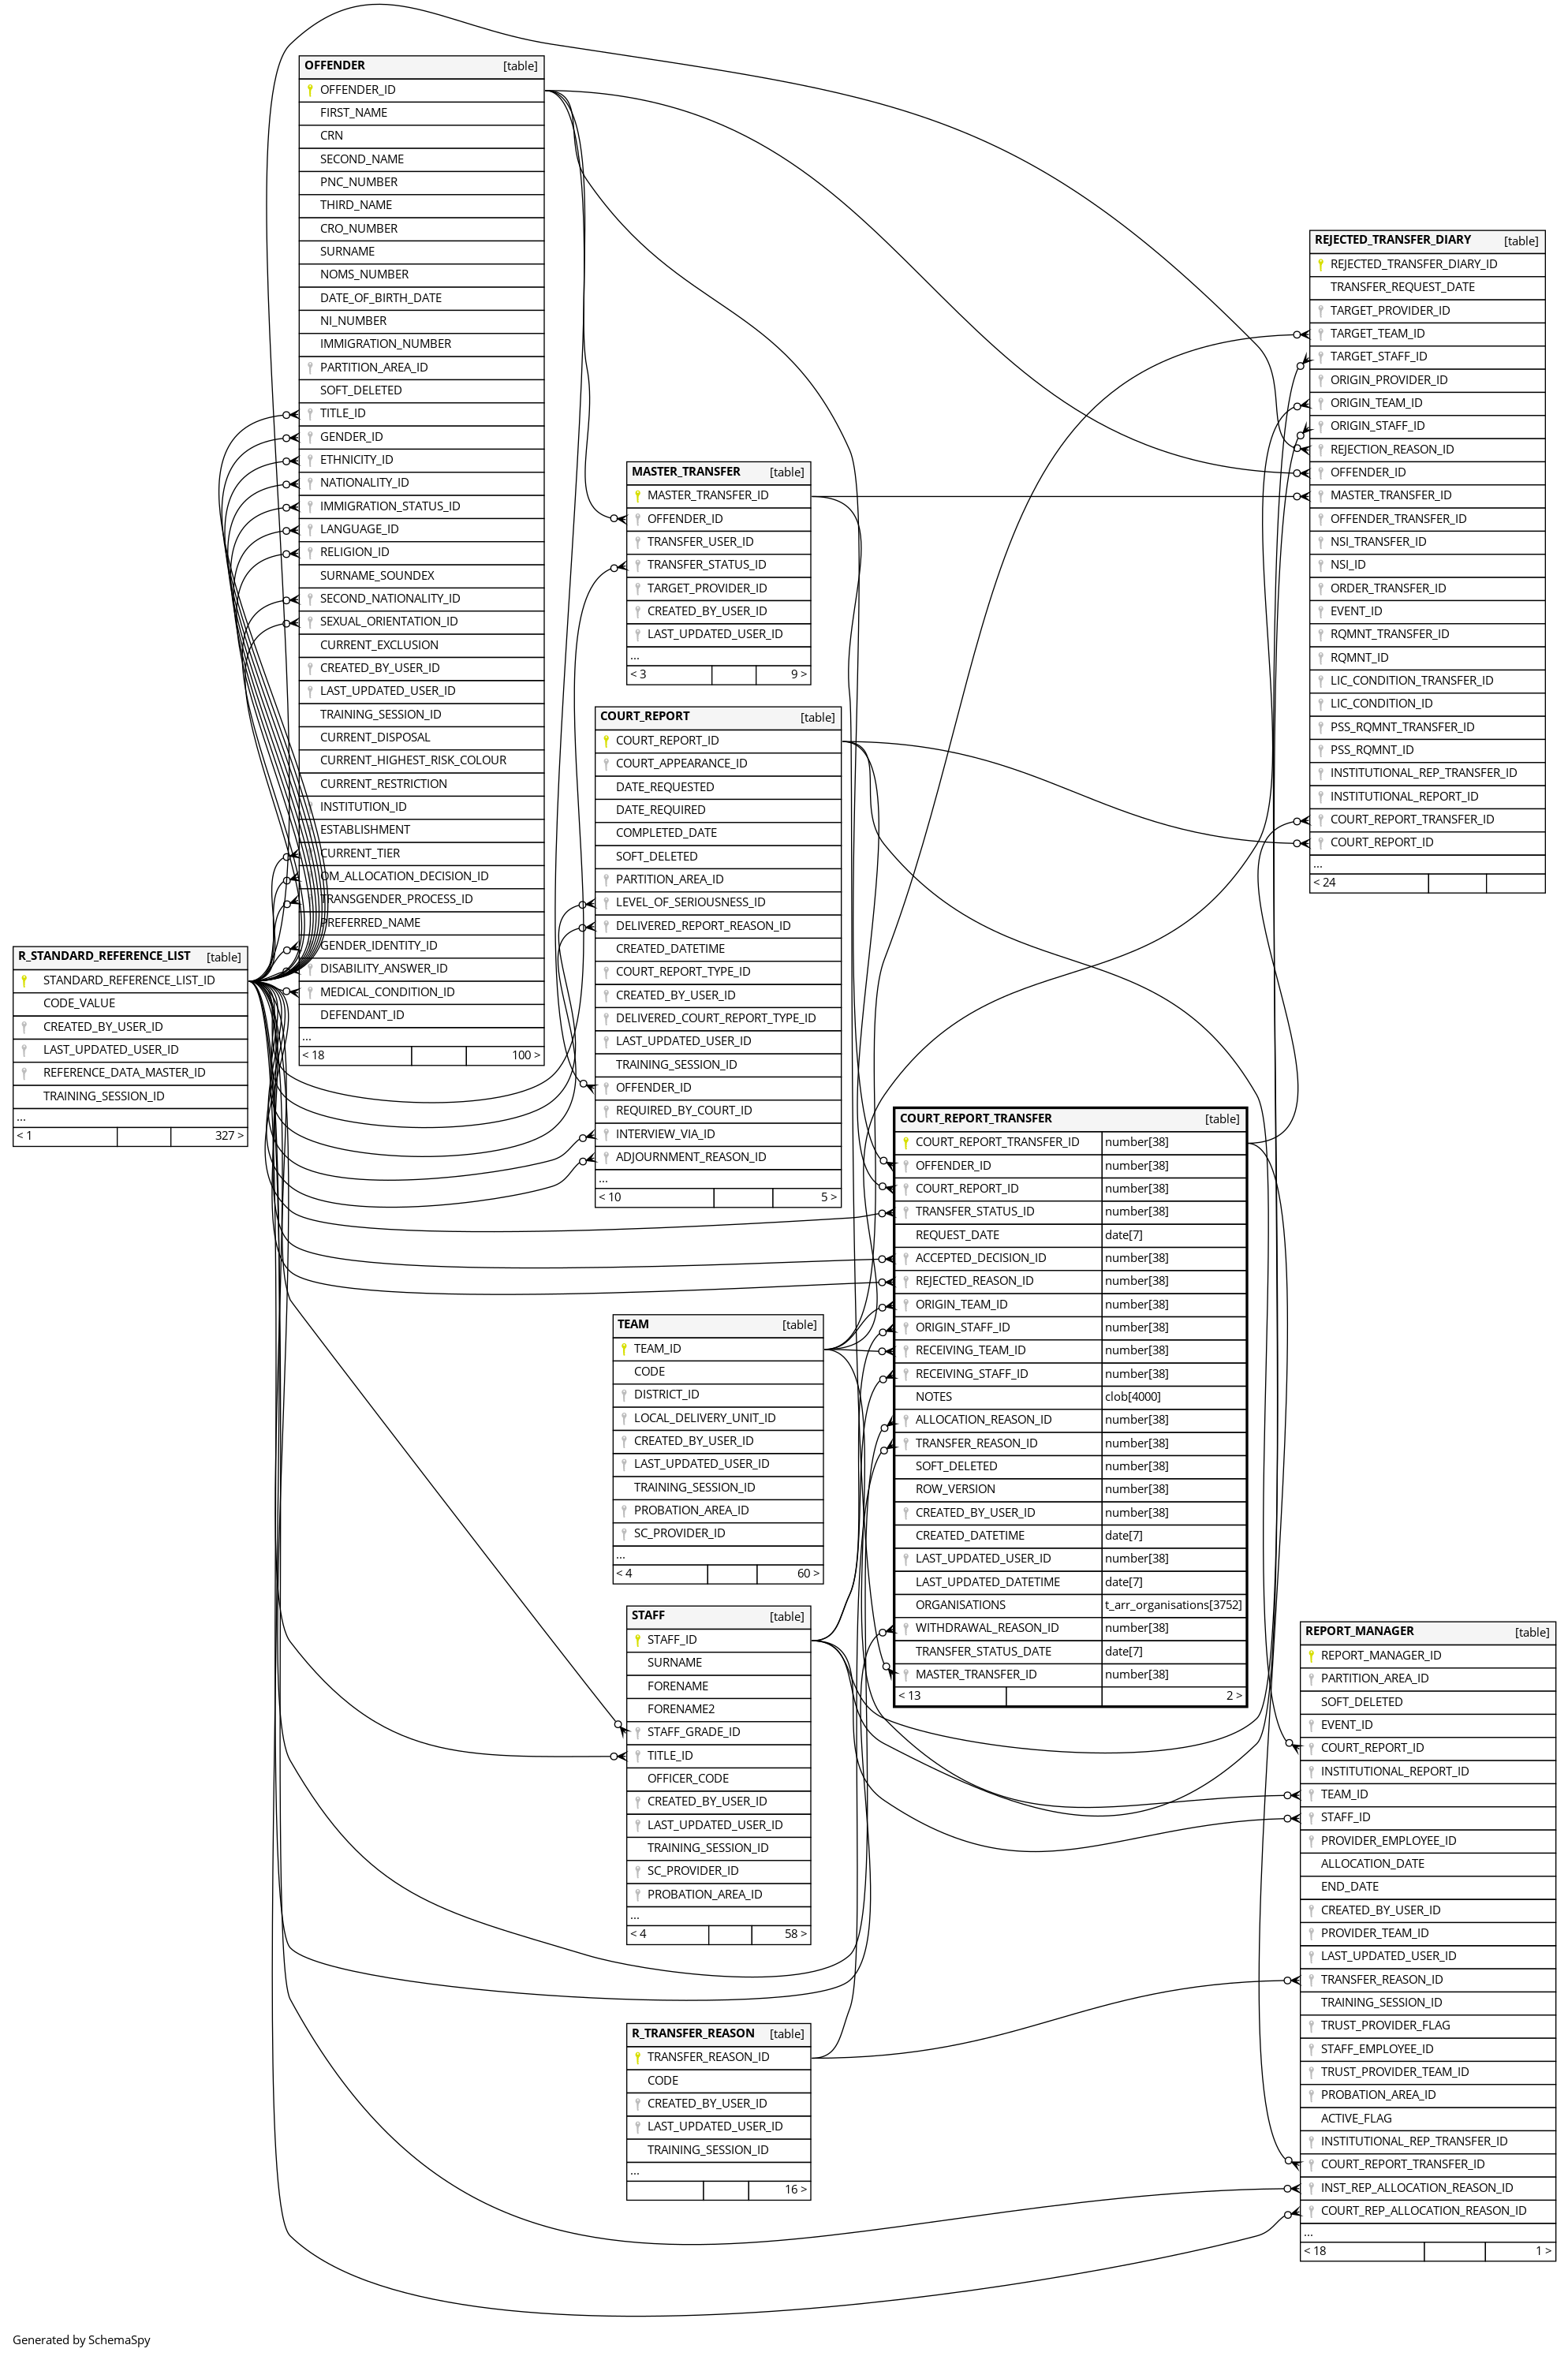 OFFENDER [table]
OFFENDER_ID
FIRST_NAME
CRN
SECOND_NAME
PNC_NUMBER
THIRD_NAME
CRO_NUMBER
SURNAME
NOMS_NUMBER
DATE_OF_BIRTH_DATE
NI_NUMBER
IMMIGRATION_NUMBER
PARTITION_AREA_ID
SOFT_DELETED
TITLE_ID
GENDER_ID
ETHNICITY_ID
NATIONALITY_ID
IMMIGRATION_STATUS_ID
LANGUAGE_ID
RELIGION_ID
SURNAME_SOUNDEX
SECOND_NATIONALITY_ID
SEXUAL_ORIENTATION_ID
CURRENT_EXCLUSION
CREATED_BY_USER_ID
LAST_UPDATED_USER_ID
TRAINING_SESSION_ID
CURRENT_DISPOSAL
CURRENT_HIGHEST_RISK_COLOUR
CURRENT_RESTRICTION
INSTITUTION_ID
ESTABLISHMENT
CURRENT_TIER
OM_ALLOCATION_DECISION_ID
TRANSGENDER_PROCESS_ID
PREFERRED_NAME
GENDER_IDENTITY_ID
DISABILITY_ANSWER_ID
MEDICAL_CONDITION_ID
DEFENDANT_ID
...
< 18 100 >
R_STANDARD_REFERENCE_LIST [table]
STANDARD_REFERENCE_LIST_ID
CODE_VALUE
CREATED_BY_USER_ID
LAST_UPDATED_USER_ID
REFERENCE_DATA_MASTER_ID
TRAINING_SESSION_ID
...
< 1 327 >
MASTER_TRANSFER [table]
MASTER_TRANSFER_ID
OFFENDER_ID
TRANSFER_USER_ID
TRANSFER_STATUS_ID
TARGET_PROVIDER_ID
CREATED_BY_USER_ID
LAST_UPDATED_USER_ID
...
< 3 9 >
COURT_REPORT [table]
COURT_REPORT_ID
COURT_APPEARANCE_ID
DATE_REQUESTED
DATE_REQUIRED
COMPLETED_DATE
SOFT_DELETED
PARTITION_AREA_ID
LEVEL_OF_SERIOUSNESS_ID
DELIVERED_REPORT_REASON_ID
CREATED_DATETIME
COURT_REPORT_TYPE_ID
CREATED_BY_USER_ID
DELIVERED_COURT_REPORT_TYPE_ID
LAST_UPDATED_USER_ID
TRAINING_SESSION_ID
OFFENDER_ID
REQUIRED_BY_COURT_ID
INTERVIEW_VIA_ID
ADJOURNMENT_REASON_ID
...
< 10 5 >
TEAM [table]
TEAM_ID
CODE
DISTRICT_ID
LOCAL_DELIVERY_UNIT_ID
CREATED_BY_USER_ID
LAST_UPDATED_USER_ID
TRAINING_SESSION_ID
PROBATION_AREA_ID
SC_PROVIDER_ID
...
< 4 60 >
STAFF [table]
STAFF_ID
SURNAME
FORENAME
FORENAME2
STAFF_GRADE_ID
TITLE_ID
OFFICER_CODE
CREATED_BY_USER_ID
LAST_UPDATED_USER_ID
TRAINING_SESSION_ID
SC_PROVIDER_ID
PROBATION_AREA_ID
...
< 4 58 >
R_TRANSFER_REASON [table]
TRANSFER_REASON_ID
CODE
CREATED_BY_USER_ID
LAST_UPDATED_USER_ID
TRAINING_SESSION_ID
...
16 >
COURT_REPORT_TRANSFER [table]
COURT_REPORT_TRANSFER_ID number[38]
OFFENDER_ID number[38]
COURT_REPORT_ID number[38]
TRANSFER_STATUS_ID number[38]
REQUEST_DATE date[7]
ACCEPTED_DECISION_ID number[38]
REJECTED_REASON_ID number[38]
ORIGIN_TEAM_ID number[38]
ORIGIN_STAFF_ID number[38]
RECEIVING_TEAM_ID number[38]
RECEIVING_STAFF_ID number[38]
NOTES clob[4000]
ALLOCATION_REASON_ID number[38]
TRANSFER_REASON_ID number[38]
SOFT_DELETED number[38]
ROW_VERSION number[38]
CREATED_BY_USER_ID number[38]
CREATED_DATETIME date[7]
LAST_UPDATED_USER_ID number[38]
LAST_UPDATED_DATETIME date[7]
ORGANISATIONS t_arr_organisations[3752]
WITHDRAWAL_REASON_ID number[38]
TRANSFER_STATUS_DATE date[7]
MASTER_TRANSFER_ID number[38]
< 13 2 >
REJECTED_TRANSFER_DIARY [table]
REJECTED_TRANSFER_DIARY_ID
TRANSFER_REQUEST_DATE
TARGET_PROVIDER_ID
TARGET_TEAM_ID
TARGET_STAFF_ID
ORIGIN_PROVIDER_ID
ORIGIN_TEAM_ID
ORIGIN_STAFF_ID
REJECTION_REASON_ID
OFFENDER_ID
MASTER_TRANSFER_ID
OFFENDER_TRANSFER_ID
NSI_TRANSFER_ID
NSI_ID
ORDER_TRANSFER_ID
EVENT_ID
RQMNT_TRANSFER_ID
RQMNT_ID
LIC_CONDITION_TRANSFER_ID
LIC_CONDITION_ID
PSS_RQMNT_TRANSFER_ID
PSS_RQMNT_ID
INSTITUTIONAL_REP_TRANSFER_ID
INSTITUTIONAL_REPORT_ID
COURT_REPORT_TRANSFER_ID
COURT_REPORT_ID
...
< 24
REPORT_MANAGER [table]
REPORT_MANAGER_ID
PARTITION_AREA_ID
SOFT_DELETED
EVENT_ID
COURT_REPORT_ID
INSTITUTIONAL_REPORT_ID
TEAM_ID
STAFF_ID
PROVIDER_EMPLOYEE_ID
ALLOCATION_DATE
END_DATE
CREATED_BY_USER_ID
PROVIDER_TEAM_ID
LAST_UPDATED_USER_ID
TRANSFER_REASON_ID
TRAINING_SESSION_ID
TRUST_PROVIDER_FLAG
STAFF_EMPLOYEE_ID
TRUST_PROVIDER_TEAM_ID
PROBATION_AREA_ID
ACTIVE_FLAG
INSTITUTIONAL_REP_TRANSFER_ID
COURT_REPORT_TRANSFER_ID
INST_REP_ALLOCATION_REASON_ID
COURT_REP_ALLOCATION_REASON_ID
...
< 18 1 >
Generated by SchemaSpy